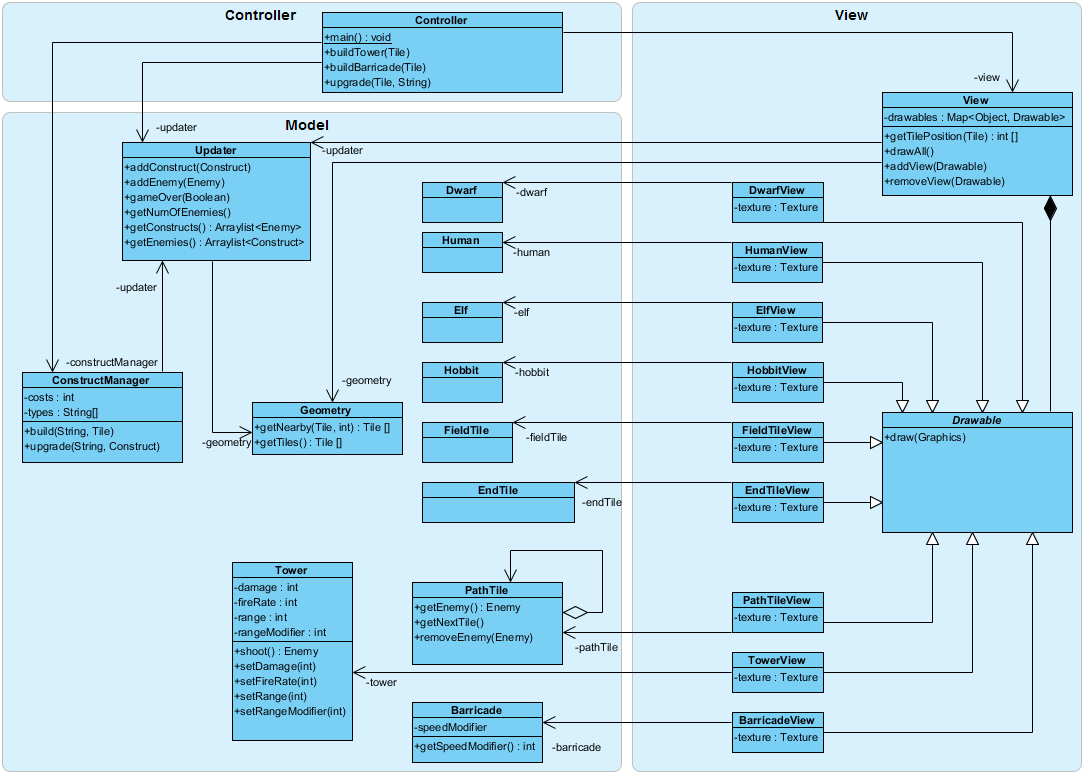 Controller
Controller
+main() : void
+buildTower(Tile)
+buildBarricade(Tile)
+upgrade(Tile, String)
View
-view
View
-drawables : Map<Object, Drawable>
+getTilePosition(Tile) : int []
+drawAll()
+addView(Drawable)
+removeView(Drawable)
Model
-updater
-updater
Updater
+addConstruct(Construct)
+addEnemy(Enemy)
+gameOver(Boolean)
+getNumOfEnemies()
+getConstructs() : Arraylist<Enemy>
+getEnemies() : Arraylist<Construct>
-updater
-constructManager
ConstructManager
-costs : int
-types : String[]
+build(String, Tile)
+upgrade(String, Construct)
-geometry
-geometry
Geometry
+getNearby(Tile, int) : Tile []
+getTiles() : Tile []
Dwarf
-dwarf
DwarfView
-texture : Texture
Human
-human
HumanView
-texture : Texture
Elf
-elf
ElfView
-texture : Texture
Hobbit
-hobbit
HobbitView
-texture : Texture
FieldTile
-fieldTile
FieldTileView
-texture : Texture
EndTile
-endTile
EndTileView
-texture : Texture
Drawable
+draw(Graphics)
Tower
-damage : int
-fireRate : int
-range : int
-rangeModifier : int
+shoot() : Enemy
+setDamage(int)
+setFireRate(int)
+setRange(int)
+setRangeModifier(int)
PathTile
+getEnemy() : Enemy
+getNextTile()
+removeEnemy(Enemy)
-pathTile
PathTileView
-texture : Texture
-tower
TowerView
-texture : Texture
Barricade
-speedModifier
+getSpeedModifier() : int
-barricade
BarricadeView
-texture : Texture